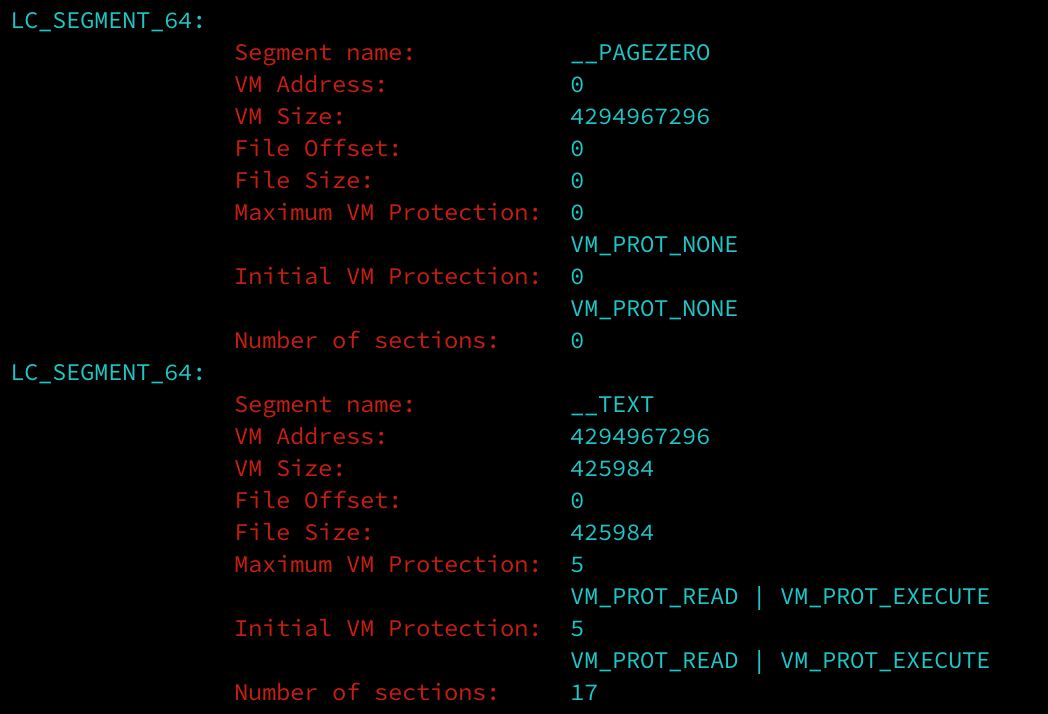 LC_SEGMENT_64:
Segment name: __PAGEZERO
VM Address: 0
VM Size: 4294967296
File Offset: 0
File Size: 0
Maximum VM Protection: 0
VM_PROT_NONE
Initial VM Protection: 0
VM_PROT_NONE
Number of sections: 0
LC_SEGMENT_64:
Segment name: __TEXT
VM Address: 4294967296
VM Size: 425984
File Offset: 0
File Size: 425984
Maximum VM Protection: 5
VM_PROT_READ | VM_PROT_EXECUTE
Initial VM Protection: 5
VM_PROT_READ | VM_PROT_EXECUTE
Number of sections: 17